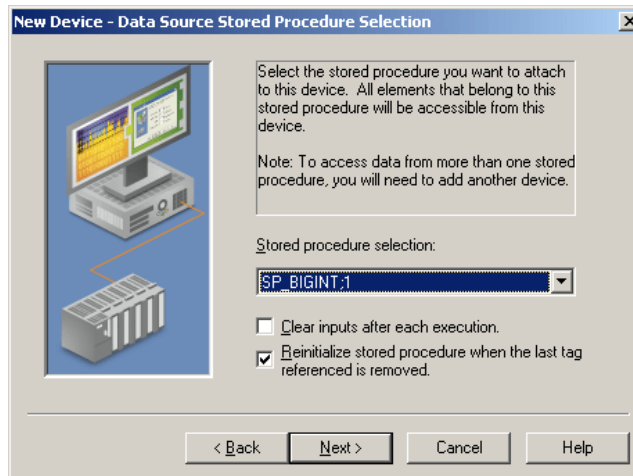 New Device - Data Source Stored Procedure Selection
Select the stored procedure you want to attach
to this device. All elements that belong to this
stored procedure will be accessible from this
device.
Note: To access data from more than one stored
procedure, you will need to add another device.
Stored procedure selection:
SP_BIGINT;1
Clear inputs after each execution.
Reinitialize stored procedure when the last tag
referenced is removed.
< Back
Next >
Cancel
Help